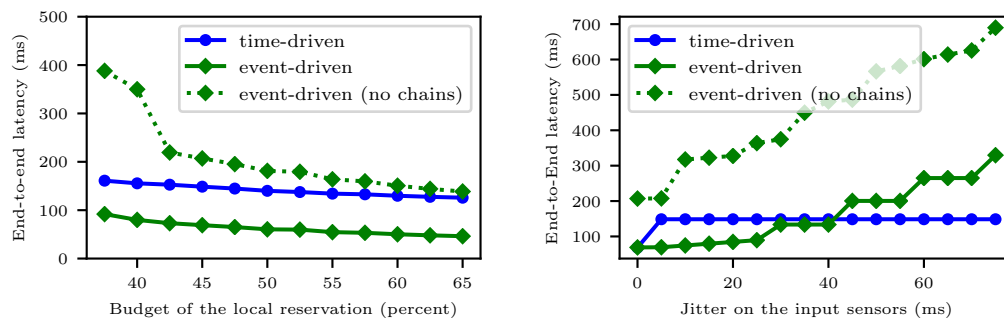 500
400
300
200
100
0
40
45
50
55
60
65
End-to-end latency (ms)
Budget of the local reservation (percent)
time-driven
event-driven
event-driven (no chains)
700
600
500
400
300
200
100
0
20
40
60
End-to-End latency (ms)
Jitter on the input sensors (ms)
time-driven
event-driven
event-driven (no chains)